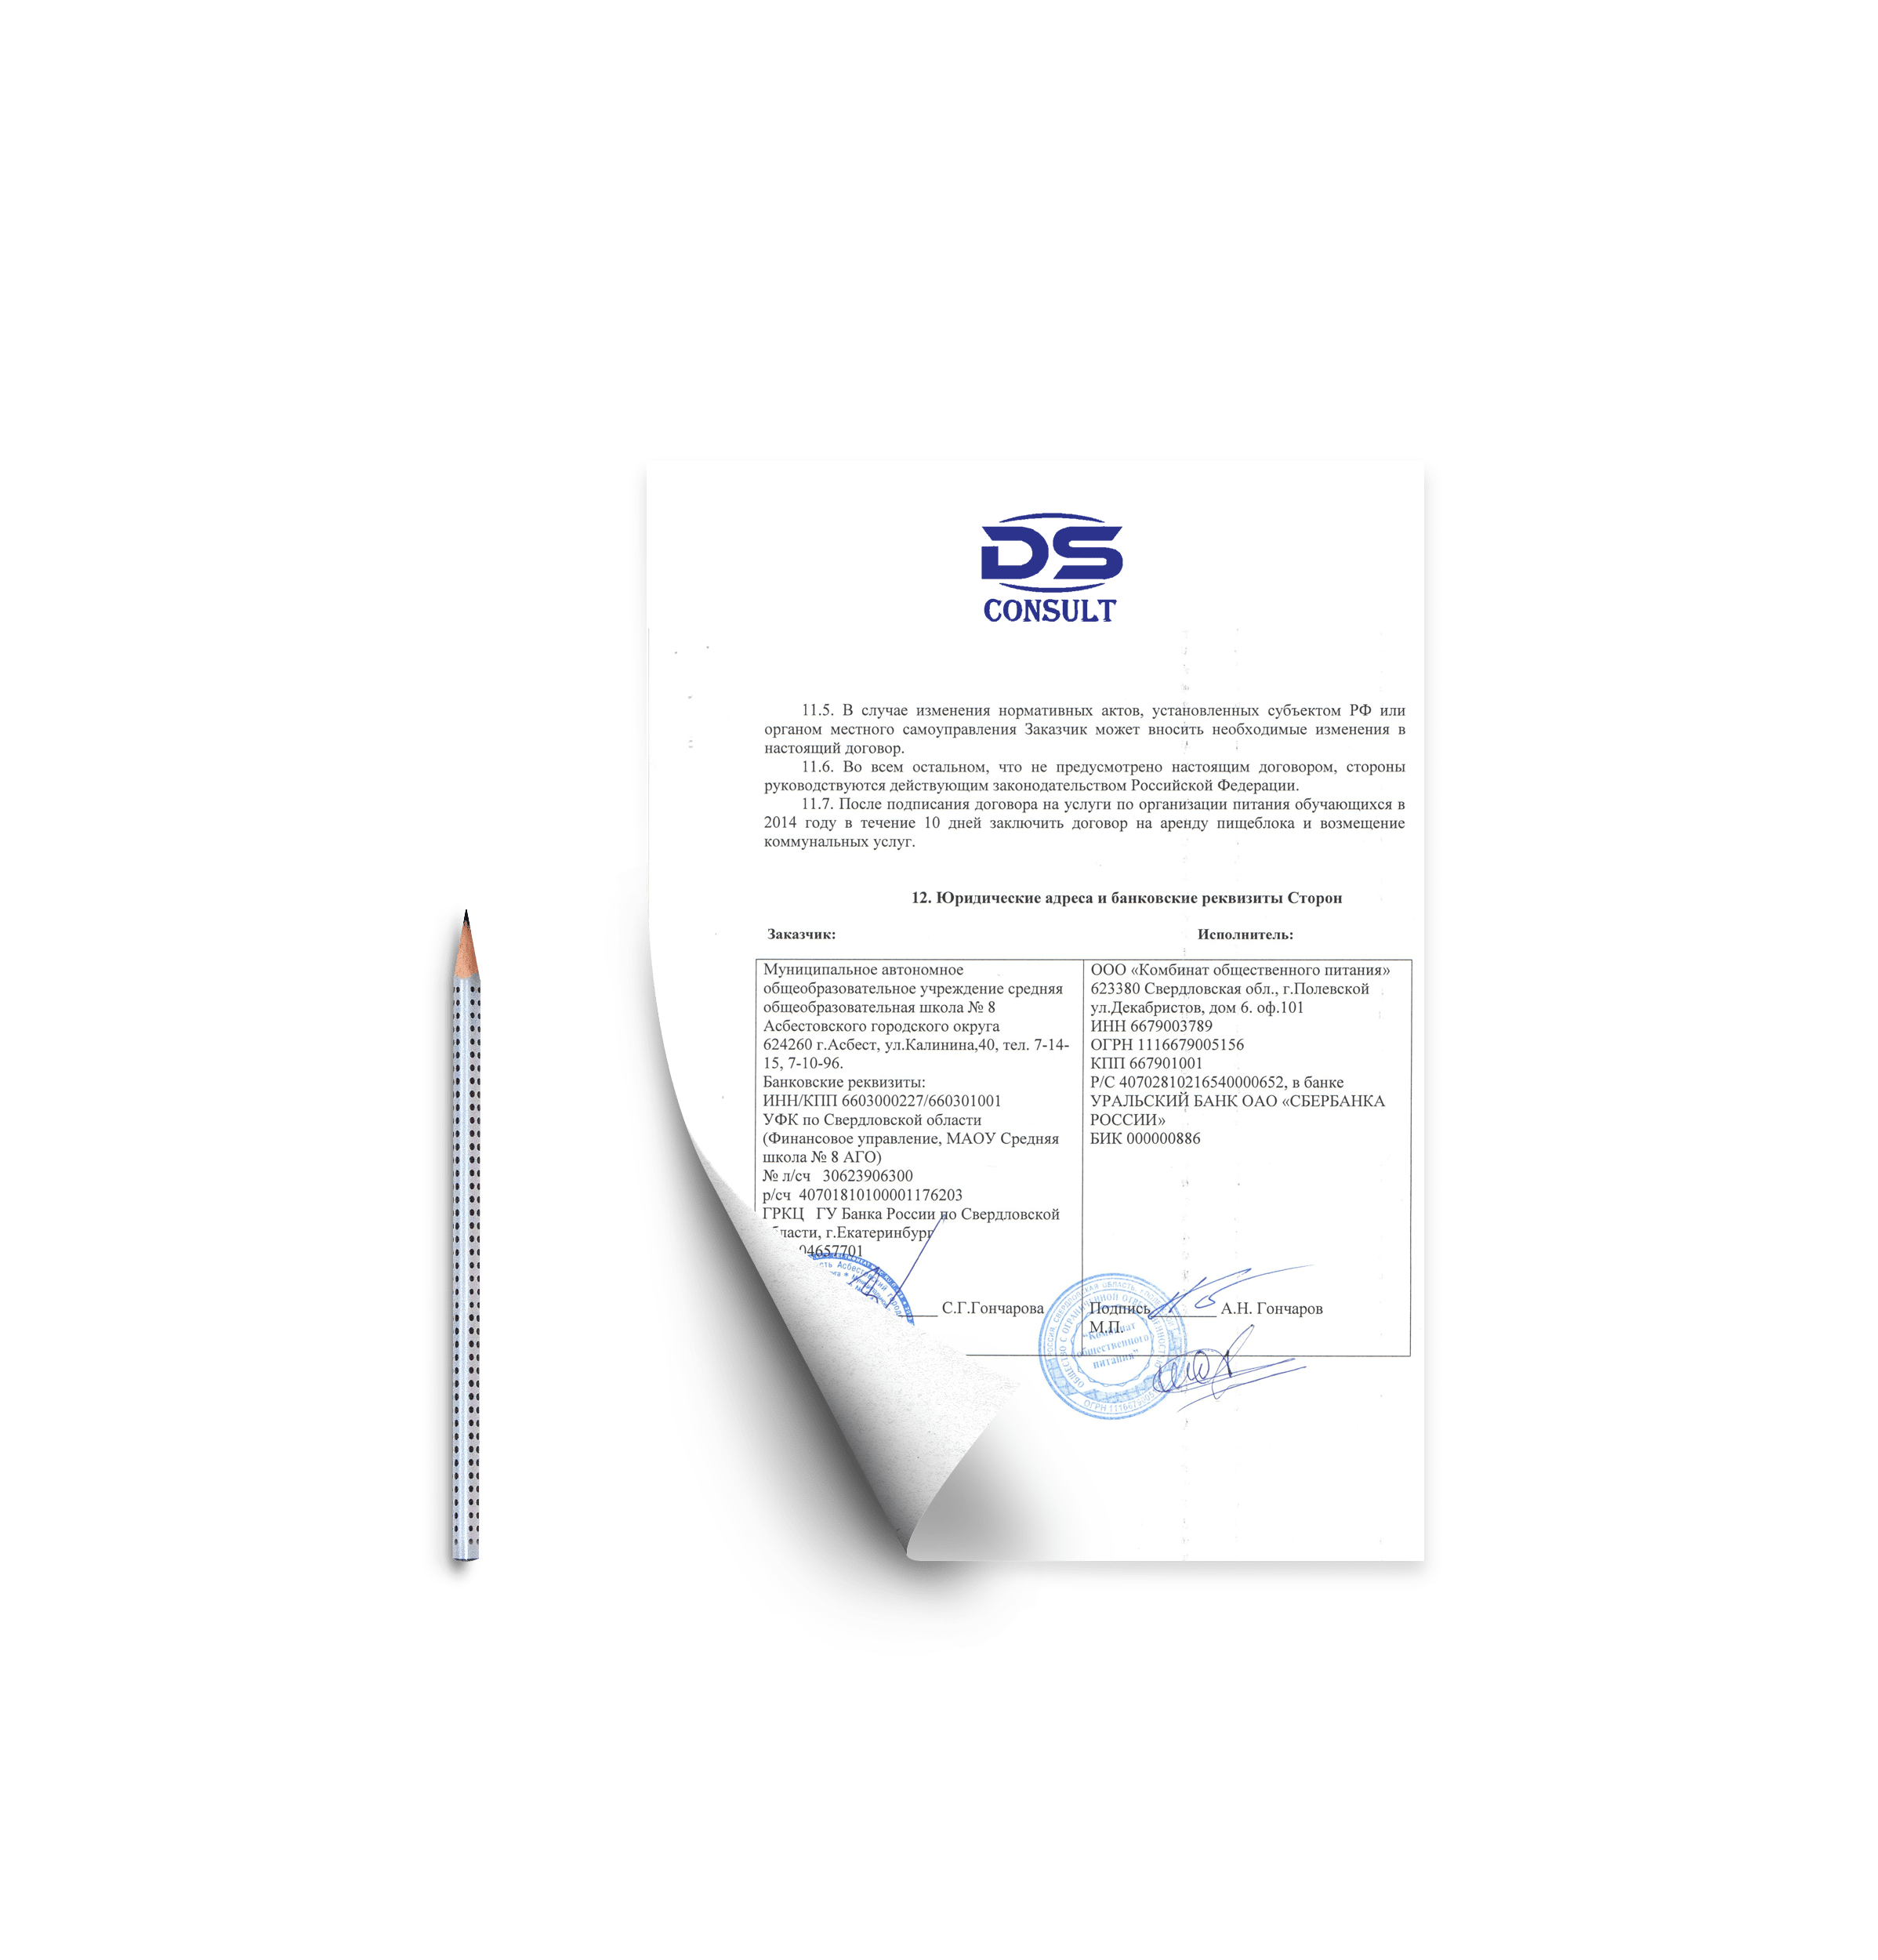 DS
CONSULT
11.5. В случае изменения нормативных актов, установленных субъектом РФ или
органом местного самоуправления Заказчик может вносить необходимые изменения в
настоящий договор.
11.6. Во всем остальном, что не предусмотрено настоящим договором, стороны
руководствуются действующим законодательством Российской Федерации.
11.7. После подписания договора на услуги по организации питания обучающихся в
2014 году в течение 10 дней заключить договор на аренду пищеблока и возмещение
коммунальных услуг.
12. Юридические адреса и банковские реквизиты Сторон
Заказчик:
Исполнитель:
Муниципальное автономное
общеобразовательное учреждение средняя
общеобразовательная школа № 8
Асбестовского городского округа
624260 г.Асбест, ул.Калинина,40, тел. 7-14-
15, 7-10-96.
Банковские реквизиты:
ИНН/КПП 6603000227/660301001
УФК по Свердловской области
(Финансовое управление, МАОУ Средняя
школа № 8 АГО)
№ л/сч 30623906300
р/сч 40701810100001176203
ГРКЦ ГУ Банка России по Свердловской
ласти, г.Екатеринбург
04657701
С.Г.Гончарова
ООО «Комбинат общественного питания»
623380 Свердловская обл., г.Полевской
ул.Декабристов, дом 6. оф.101
ИНН 6679003789
ОГРН 1116679005156
КПП 667901001
Р/С 40702810216540000652, в банке
УРАЛЬСКИЙ БАНК ОАО «СБЕРБАНКА
РОССИИ»
БИК 000000886
Подпись А.Н. Гончаров
М.П.
"Комбинат
общественного
питания"